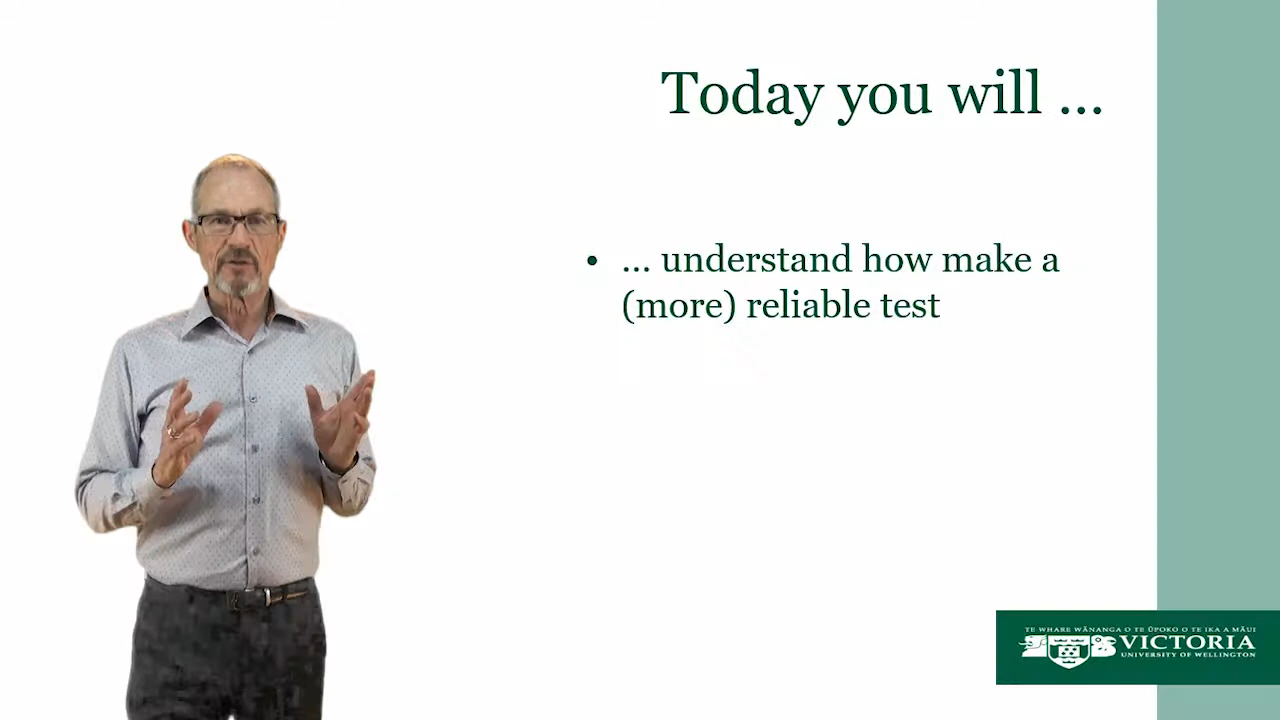 Today you will ...
• ... understand how make a
(more) reliable test
TE WHARE WĀNANGA O TE ŪPOKO O TE IKA A MĀUI
VICTORIA
UNIVERSITY OF WELLINGTON